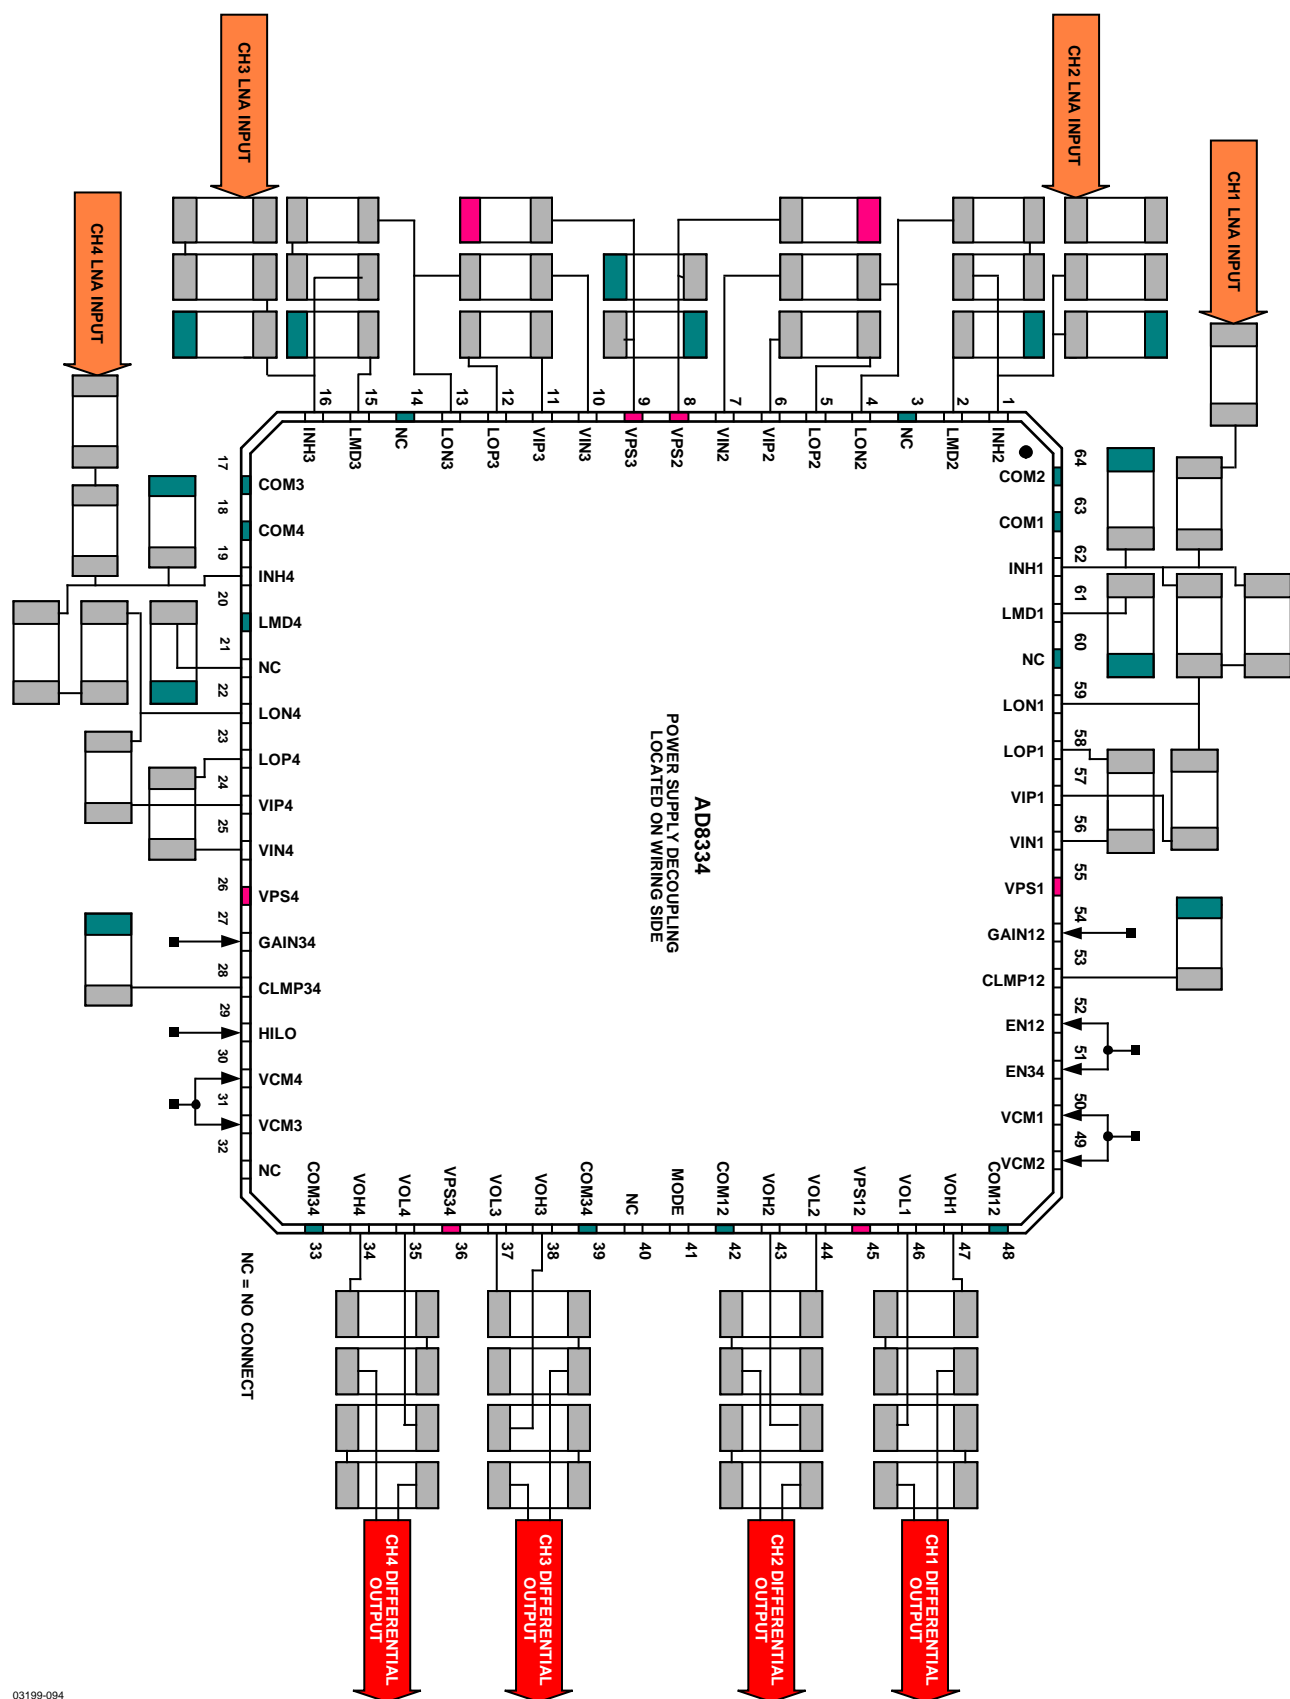 CH3 LNA INPUT
CH2 LNA INPUT
CH4 LNA INPUT
CH1 LNA INPUT
16
15
14
13
12
11
10
9
8
7
6
5
4
3
2
1
INH3
LMD3
NC
LON3
LOP3
VIP3
VIN3
VPS3
VPS2
VIN2
VIP2
LOP2
LON2
NC
LMD2
INH2
17
18
19
20
21
22
23
24
25
26
27
28
29
30
31
32
COM3
COM4
INH4
LMD4
NC
LON4
LOP4
VIP4
VIN4
VPS4
GAIN34
CLMP34
HILO
VCM4
VCM3
NC
AD8334
POWER SUPPLY DECOUPLING
LOCATED ON WIRING SIDE
COM2
COM1
INH1
LMD1
NC
LON1
LOP1
VIP1
VIN1
VPS1
GAIN12
CLMP12
EN12
EN34
VCM1
VCM2
64
63
62
61
60
59
58
57
56
55
54
53
52
51
50
49
COM34
VOH4
VOL4
VPS34
VOL3
VOH3
COM34
NC
MODE
COM12
VOH2
VOL2
VPS12
VOL1
VOH1
COM12
33
34
35
36
37
38
39
40
41
42
43
44
45
46
47
48
NC = NO CONNECT
CH4 DIFFERENTIAL
OUTPUT
CH3 DIFFERENTIAL
OUTPUT
CH2 DIFFERENTIAL
OUTPUT
CH1 DIFFERENTIAL
OUTPUT
03199-094